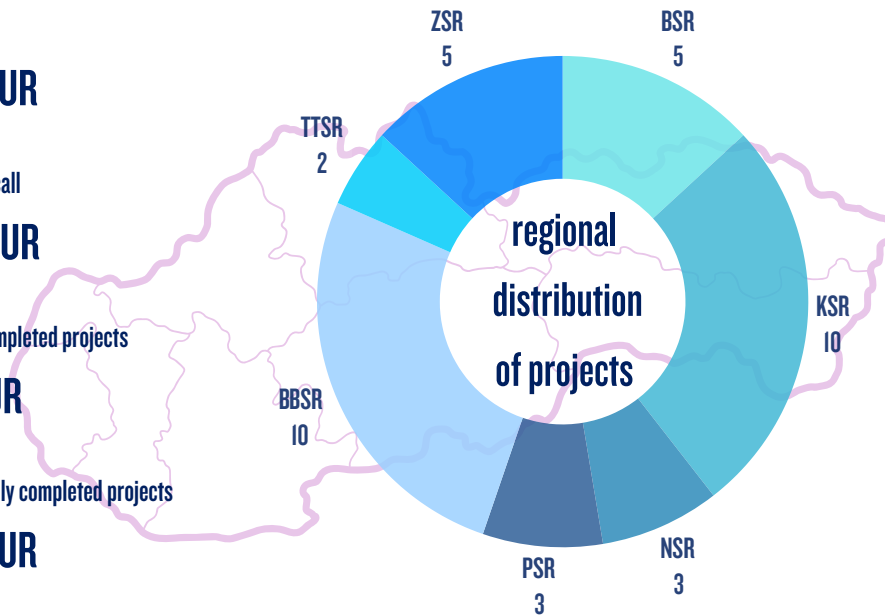 UR
all
UR
mpleted projects
UR
ly completed projects
UR
ZSR
5
BSR
5
TTSR
2
KSR
10
BBSR
10
NSR
3
PSR
3
regional
distribution
of projects